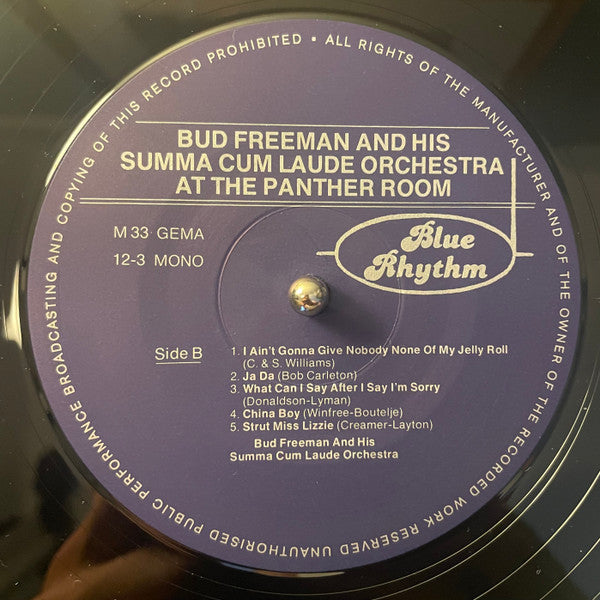 ALL RIGHTS OF THE MANUFACTURER AND OF THE OWNER OF THE RECORDED WORK RESERVED UNAUTHORISED PUBLIC PERFORMANCE BROADCASTING AND COPYING OF THIS RECORD PROHIBITED •
BUD FREEMAN AND HIS
SUMMA CUM LAUDE ORCHESTRA
AT THE PANTHER ROOM
M 33 GEMA
12-3 MONO
Blue
Rhythm
Side B
1. I Ain't Gonna Give Nobody None Of My Jelly Roll
(C. & S. Williams)
2. Ja Da (Bob Carleton)
3. What Can I Say After I Say I'm Sorry
(Donaldson-Lyman)
4. China Boy (Winfree-Boutelje)
5. Strut Miss Lizzie (Creamer-Layton)
Bud Freeman And His
Summa Cum Laude Orchestra